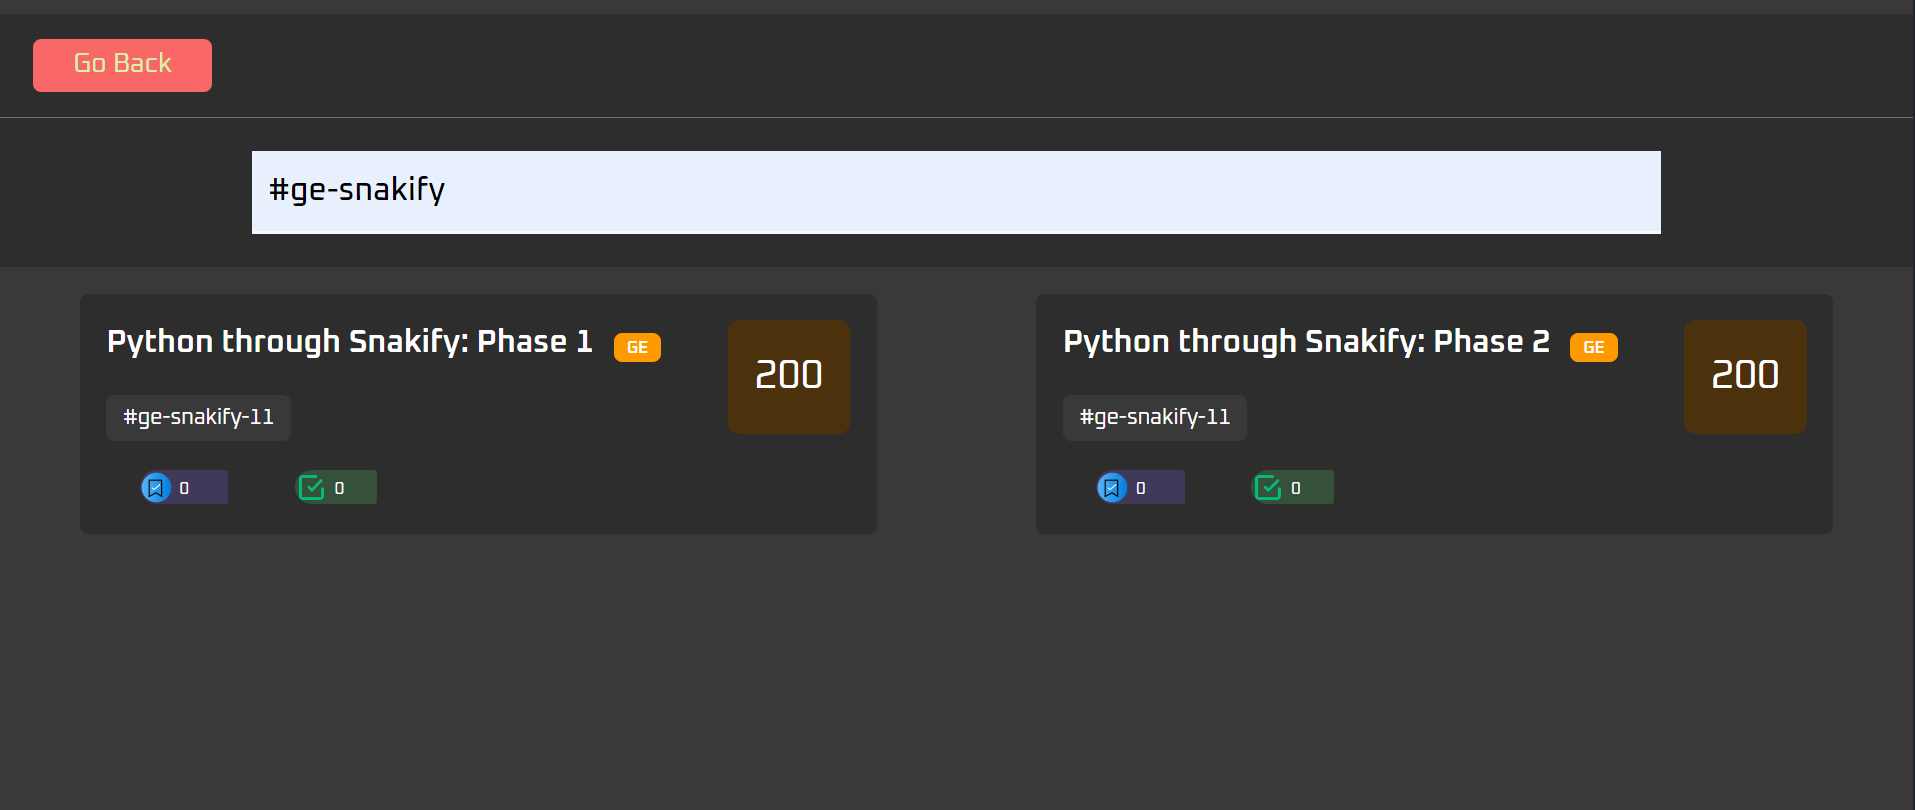 Go Back
#ge-snakify
Python through Snakify: Phase 1 GE
200
#ge-snakify-11
0 0
Python through Snakify: Phase 2 GE
200
#ge-snakify-11
0 0